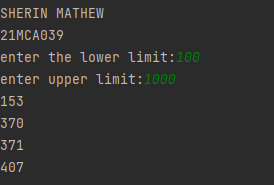 SHERIN MATHEW
21MCA039
enter the lower limit:100
enter upper limit:1000
153
370
371
407